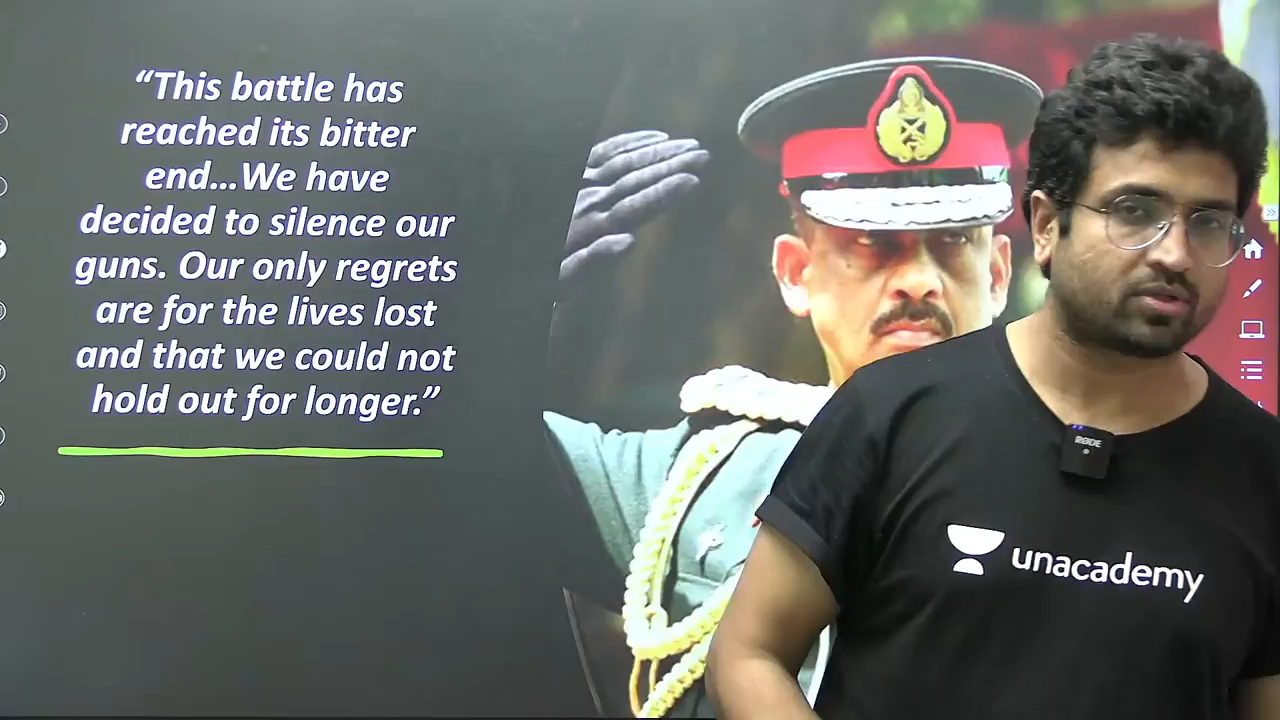 “This battle has
reached its bitter
end...We have
decided to silence our
guns. Our only regrets
are for the lives lost
and that we could not
hold out for longer.”
RØDE
unacademy